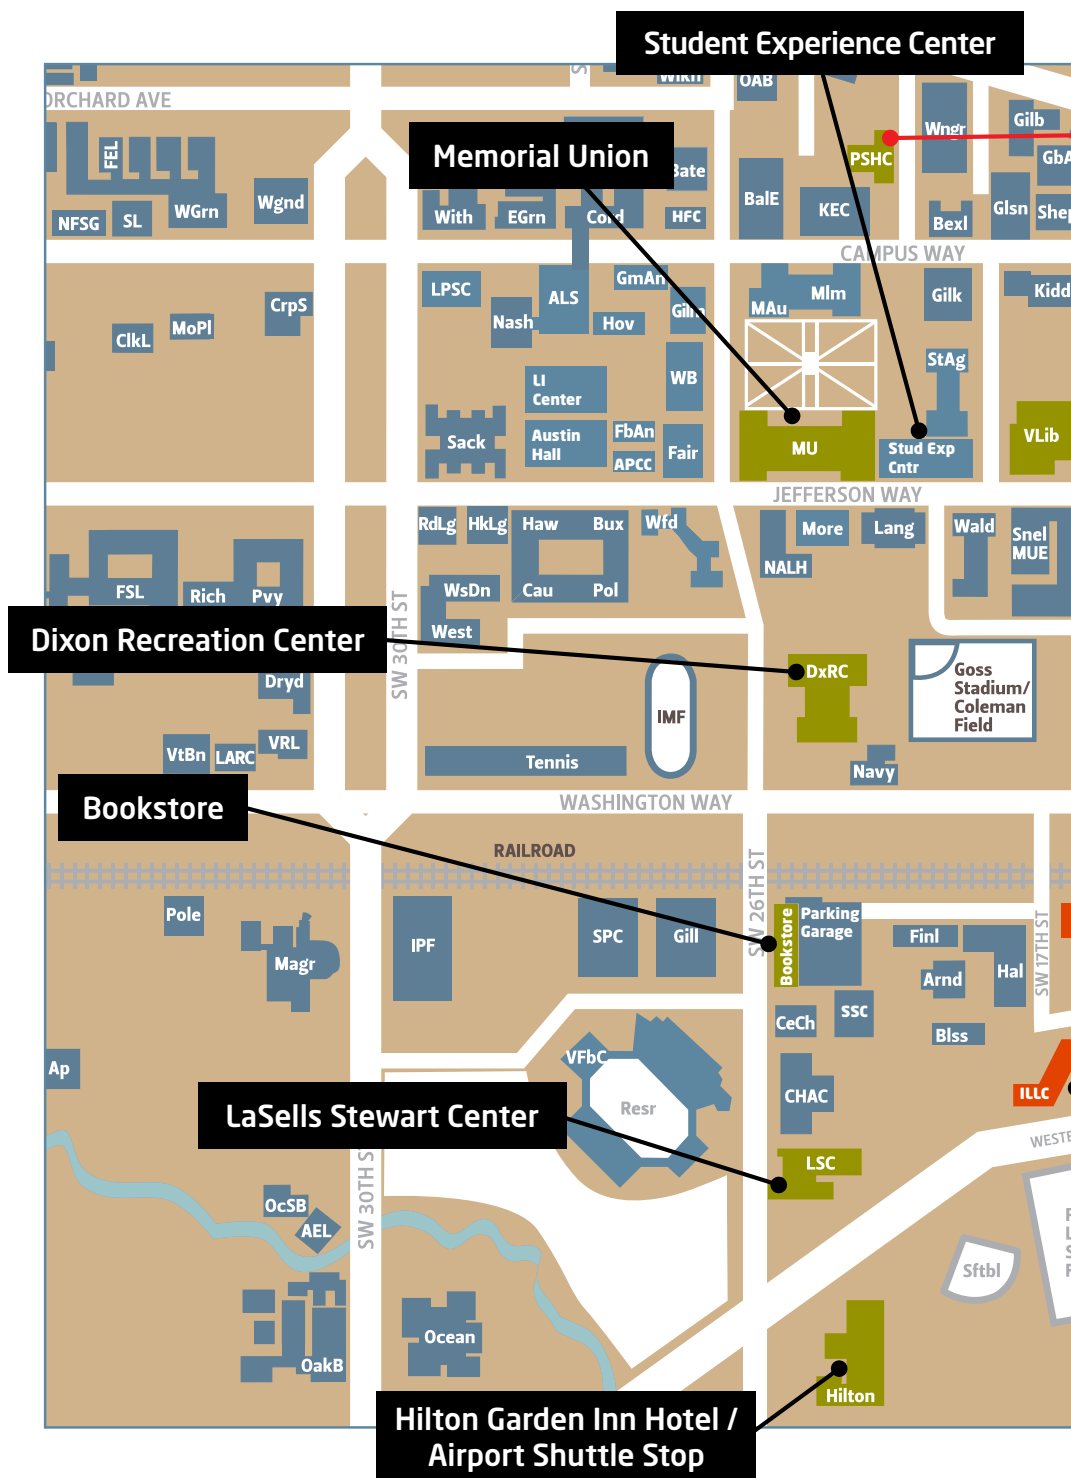 Student Experience Center
Wlkn
OAB
ORCHARD AVE
Gilb
Wngr
FEL
Memorial Union
PSHC
Bate
BalE
KEC
Wgnd
WGrn
NFSG
SL
With
EGrn
Cord
HFC
Bexl
Glsn
Shep
CAMPUS WAY
LPSC
ALS
GmAn
Gilm
MAu
Mlm
Gilk
Kidd
CrpS
MoPl
ClkL
Nash
Hov
StAg
LI
Center
WB
Sack
Austin
Hall
FbAn
APCC
Fair
MU
Stud Exp
Cntr
VLib
JEFFERSON WAY
RdLg
HkLg
Haw
Bux
Wfd
More
Lang
Wald
Snel
MUE
NALH
FSL
Rich
Pvy
WsDn
Cau
Pol
West
SW 30TH ST
Dixon Recreation Center
DxRC
Goss
Stadium/
Coleman
Field
Dryd
IMF
VtBn
LARC
VRL
Tennis
Navy
Bookstore
WASHINGTON WAY
RAILROAD
SW 26TH ST
Pole
Magr
IPF
SPC
Gill
Bookstore
Parking
Garage
Finl
Arnd
Hal
SW 17TH ST
CeCh
SSC
Blss
Ap
VFbC
Resr
CHAC
ILLC
LaSells Stewart Center
LSC
SW 30TH ST
OcSB
AEL
Sftbl
OakB
Ocean
Hilton
Hilton Garden Inn Hotel /
Airport Shuttle Stop